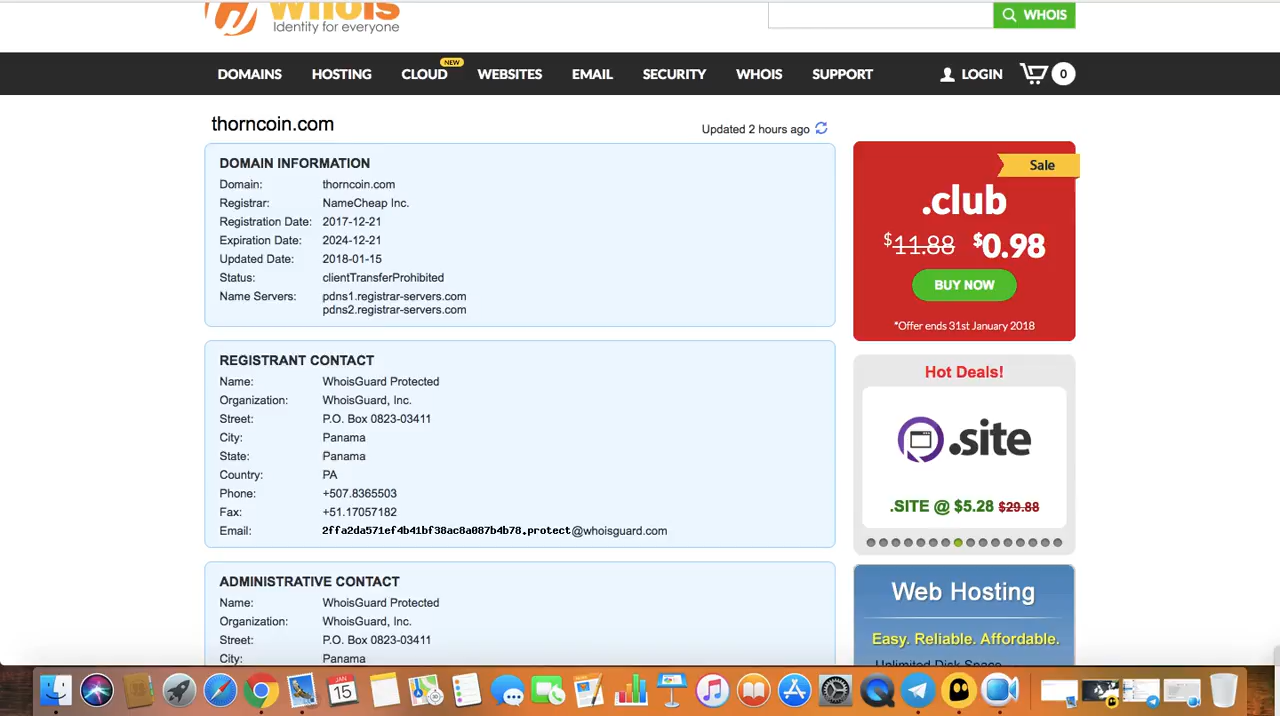 Whois
Identity for everyone
WHOIS
DOMAINS HOSTING CLOUD NEW WEBSITES EMAIL SECURITY WHOIS SUPPORT LOGIN 0
thorncoin.com
Updated 2 hours ago
DOMAIN INFORMATION
Domain: thorncoin.com
Registrar: NameCheap Inc.
Registration Date: 2017-12-21
Expiration Date: 2024-12-21
Updated Date: 2018-01-15
Status: clientTransferProhibited
Name Servers: pdns1.registrar-servers.com
pdns2.registrar-servers.com
REGISTRANT CONTACT
Name: WhoisGuard Protected
Organization: WhoisGuard, Inc.
Street: P.O. Box 0823-03411
City: Panama
State: Panama
Country: PA
Phone: +507.8365503
Fax: +51.17057182
Email: 2ffa2da571ef4b41bf38ac8a087b4b78.protect@whoisguard.com
ADMINISTRATIVE CONTACT
Name: WhoisGuard Protected
Organization: WhoisGuard, Inc.
Street: P.O. Box 0823-03411
City: Panama
Sale
.club
$11.88 $0.98
BUY NOW
*Offer ends 31st January 2018
Hot Deals!
.site
.SITE @ $5.28 $29.88
Web Hosting
Easy. Reliable. Affordable.
Unlimited Disk Space
JAN
15